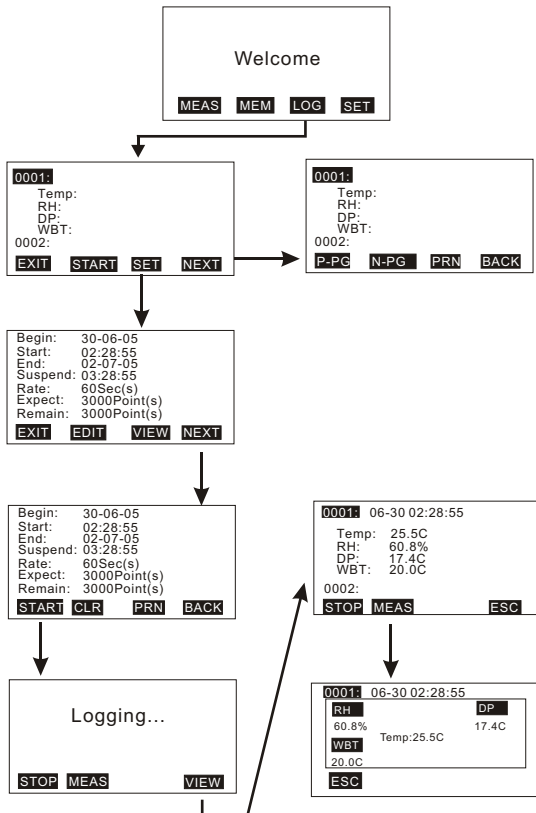 Welcome
MEAS MEM LOG SET
0001:
Temp:
RH:
DP:
WBT:
0002:
EXIT START SET NEXT
0001:
Temp:
RH:
DP:
WBT:
0002:
P-PG N-PG PRN BACK
Begin: 30-06-05
Start: 02:28:55
End: 02-07-05
Suspend: 03:28:55
Rate: 60Sec(s)
Expect: 3000Point(s)
Remain: 3000Point(s)
EXIT EDIT VIEW NEXT
Begin: 30-06-05
Start: 02:28:55
End: 02-07-05
Suspend: 03:28:55
Rate: 60Sec(s)
Expect: 3000Point(s)
Remain: 3000Point(s)
START CLR PRN BACK
0001: 06-30 02:28:55
Temp: 25.5C
RH: 60.8%
DP: 17.4C
WBT: 20.0C
0002:
STOP MEAS ESC
Logging...
STOP MEAS VIEW
0001: 06-30 02:28:55
RH DP
60.8% 17.4C
Temp:25.5C
WBT
20.0C
ESC